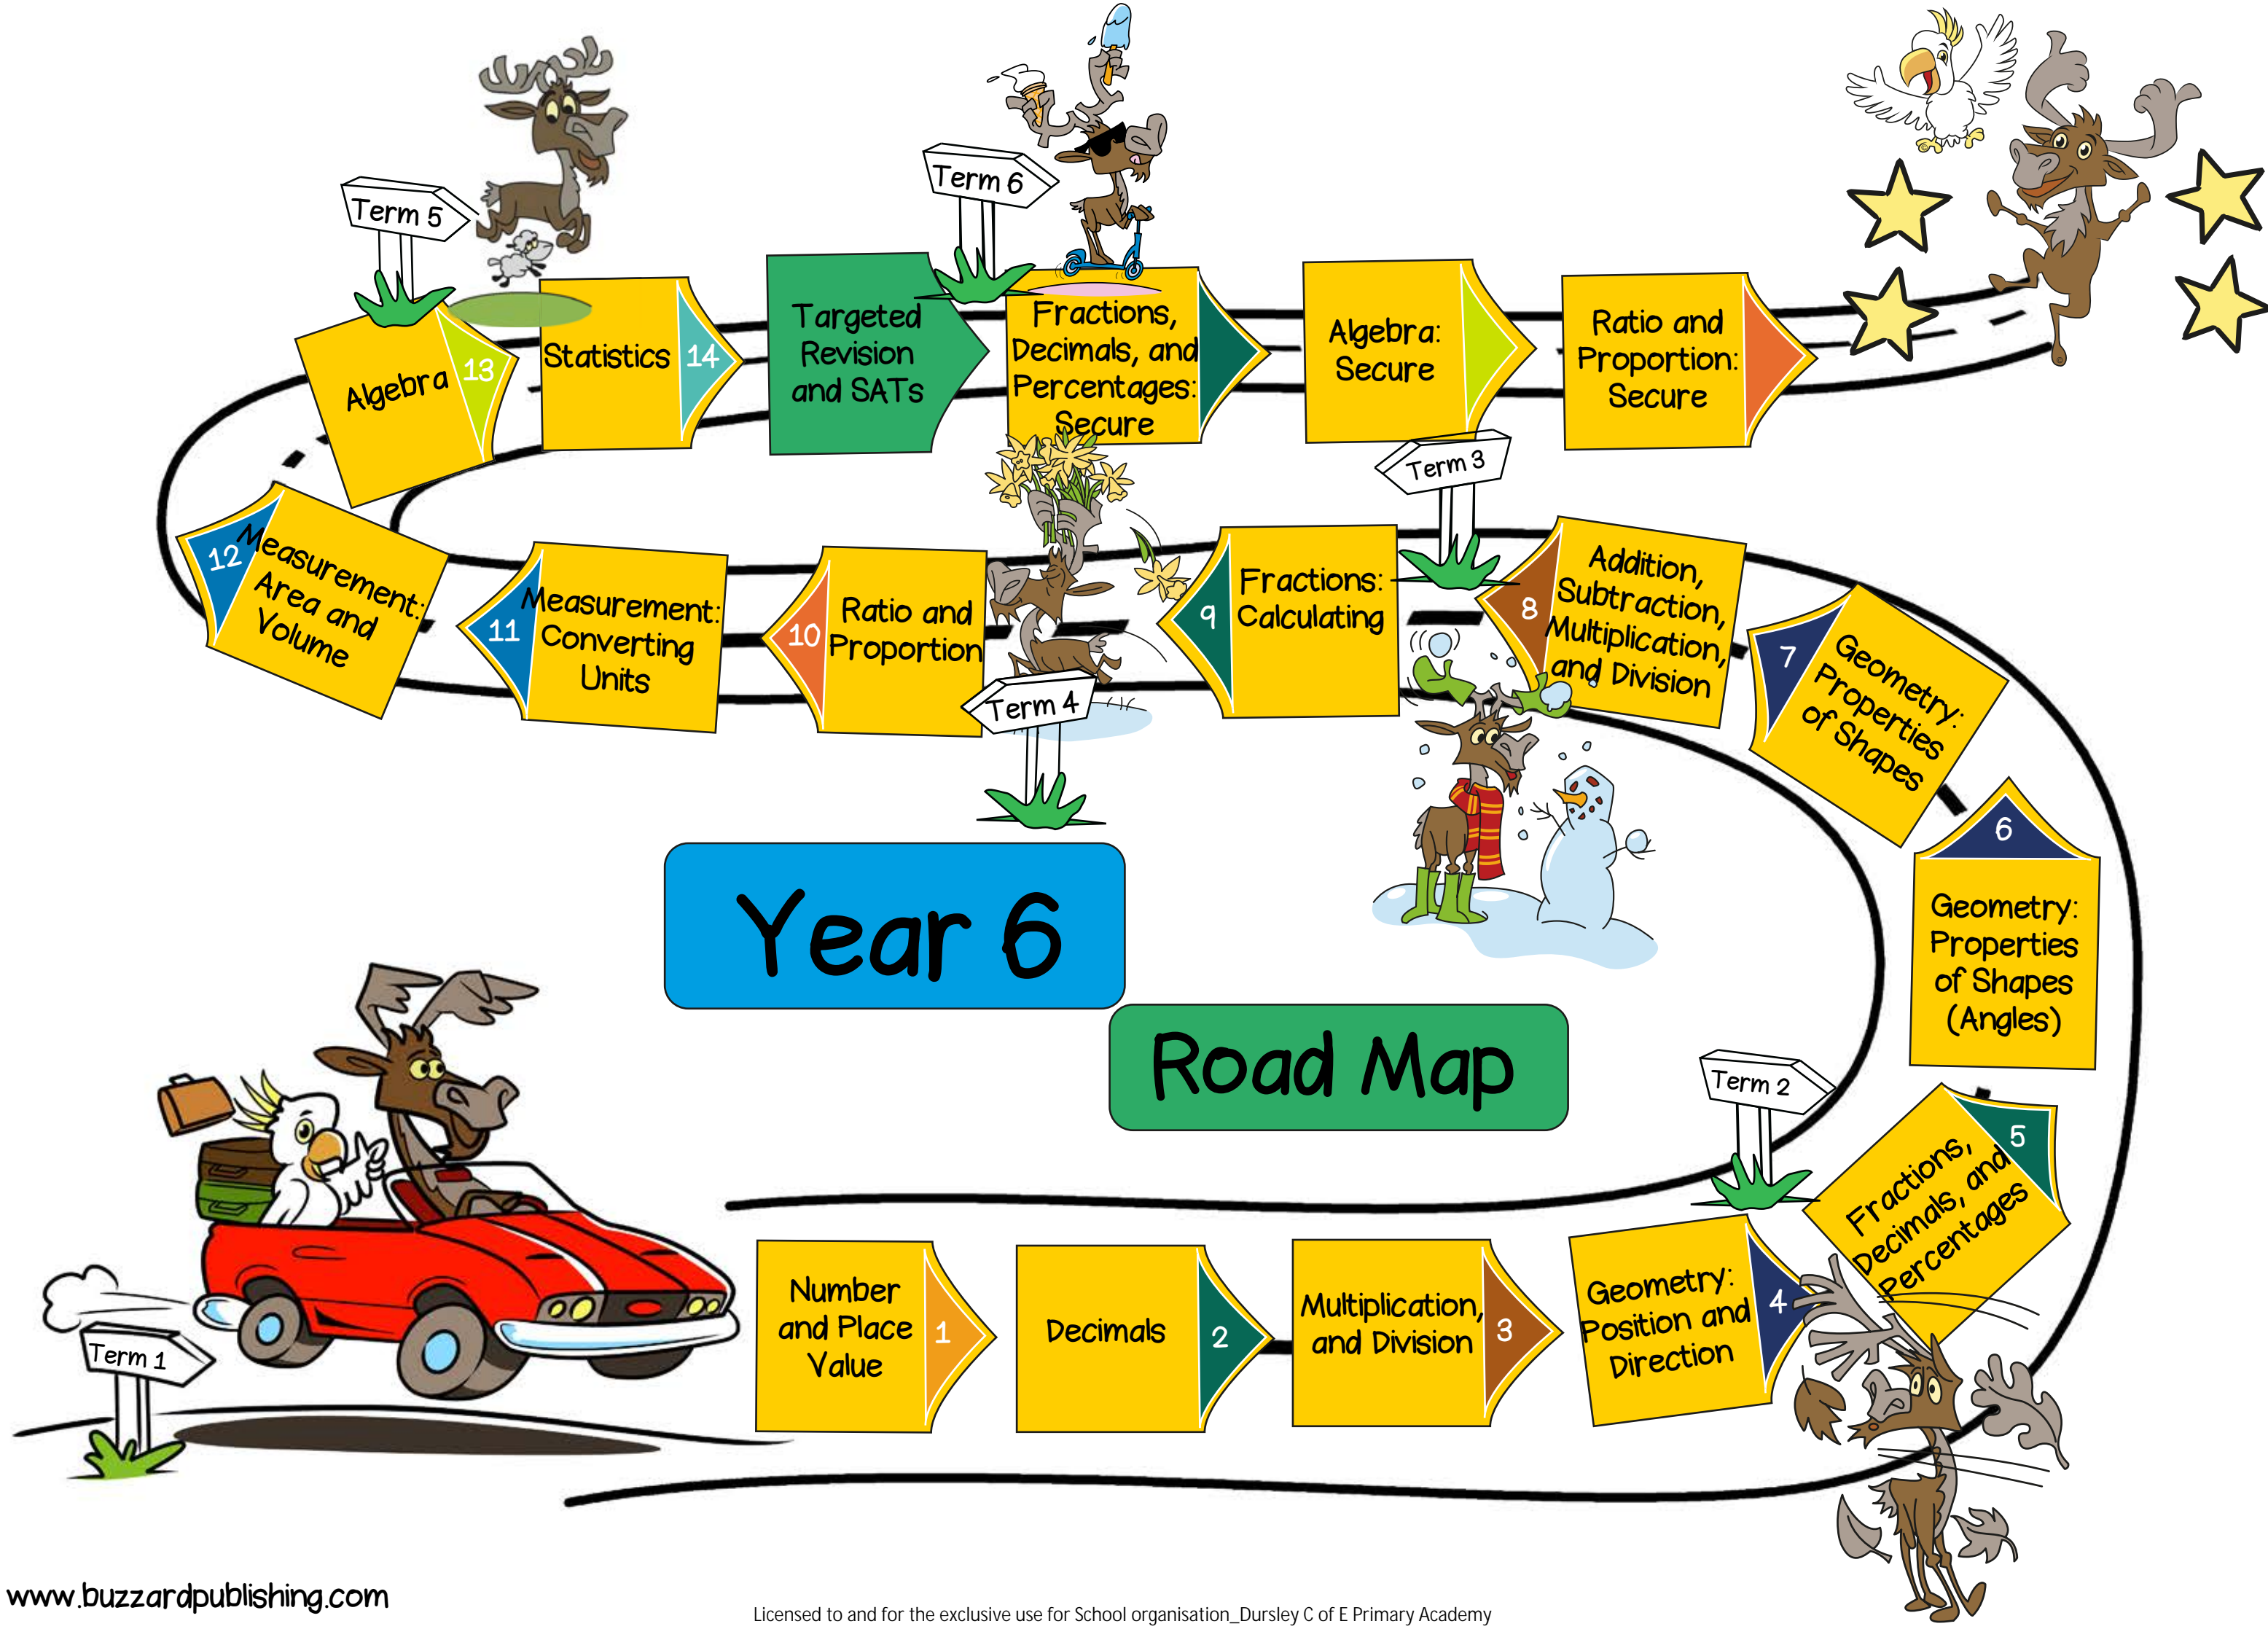 Year 6
Road Map
Term 1
Number
and Place
Value
1
Decimals
2
Multiplication,
and Division
3
Geometry:
Position and
Direction
4
Term 2
Fractions,
Decimals, and
Percentages
5
Geometry:
Properties
of Shapes
(Angles)
6
Geometry:
Properties
of Shapes
7
Addition,
Subtraction,
Multiplication,
and Division
8
Term 3
Fractions:
Calculating
9
Term 4
Ratio and
Proportion
10
Measurement:
Converting
Units
11
Measurement:
Area and
Volume
12
Term 5
Algebra
13
Statistics
14
Targeted
Revision
and SATs
Term 6
Fractions,
Decimals, and
Percentages:
Secure
Algebra:
Secure
Ratio and
Proportion:
Secure
www.buzzardpublishing.com
Licensed to and for the exclusive use for School organisation_Dursley C of E Primary Academy